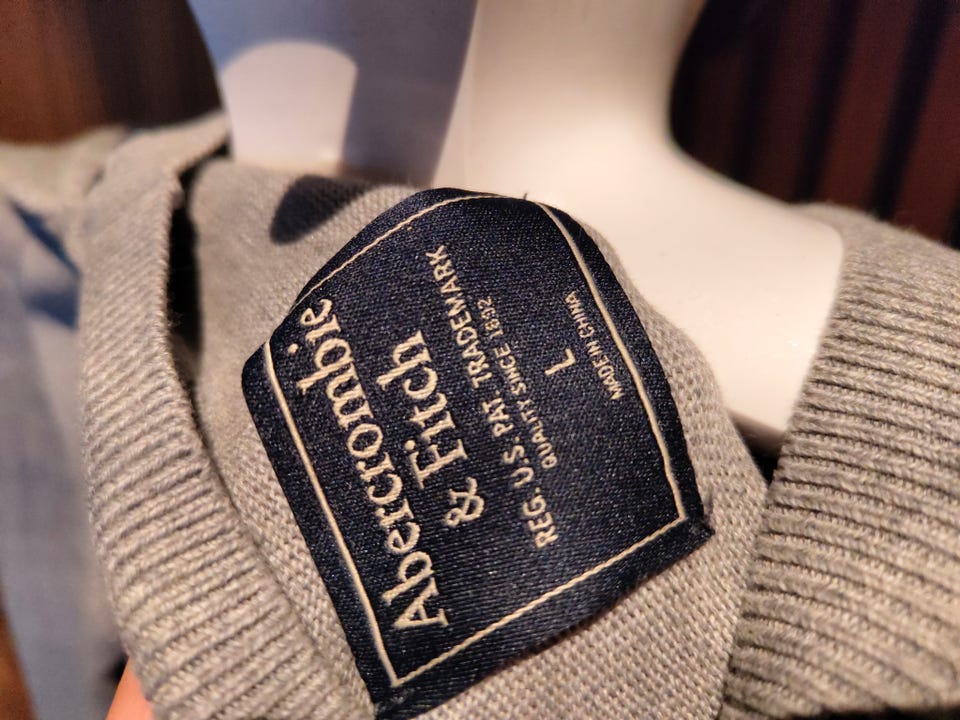 Abercrombie
& Fitch
REG. U.S. PAT. TRADEMARK
QUALITY SINCE 1892
L
MADE IN CHINA